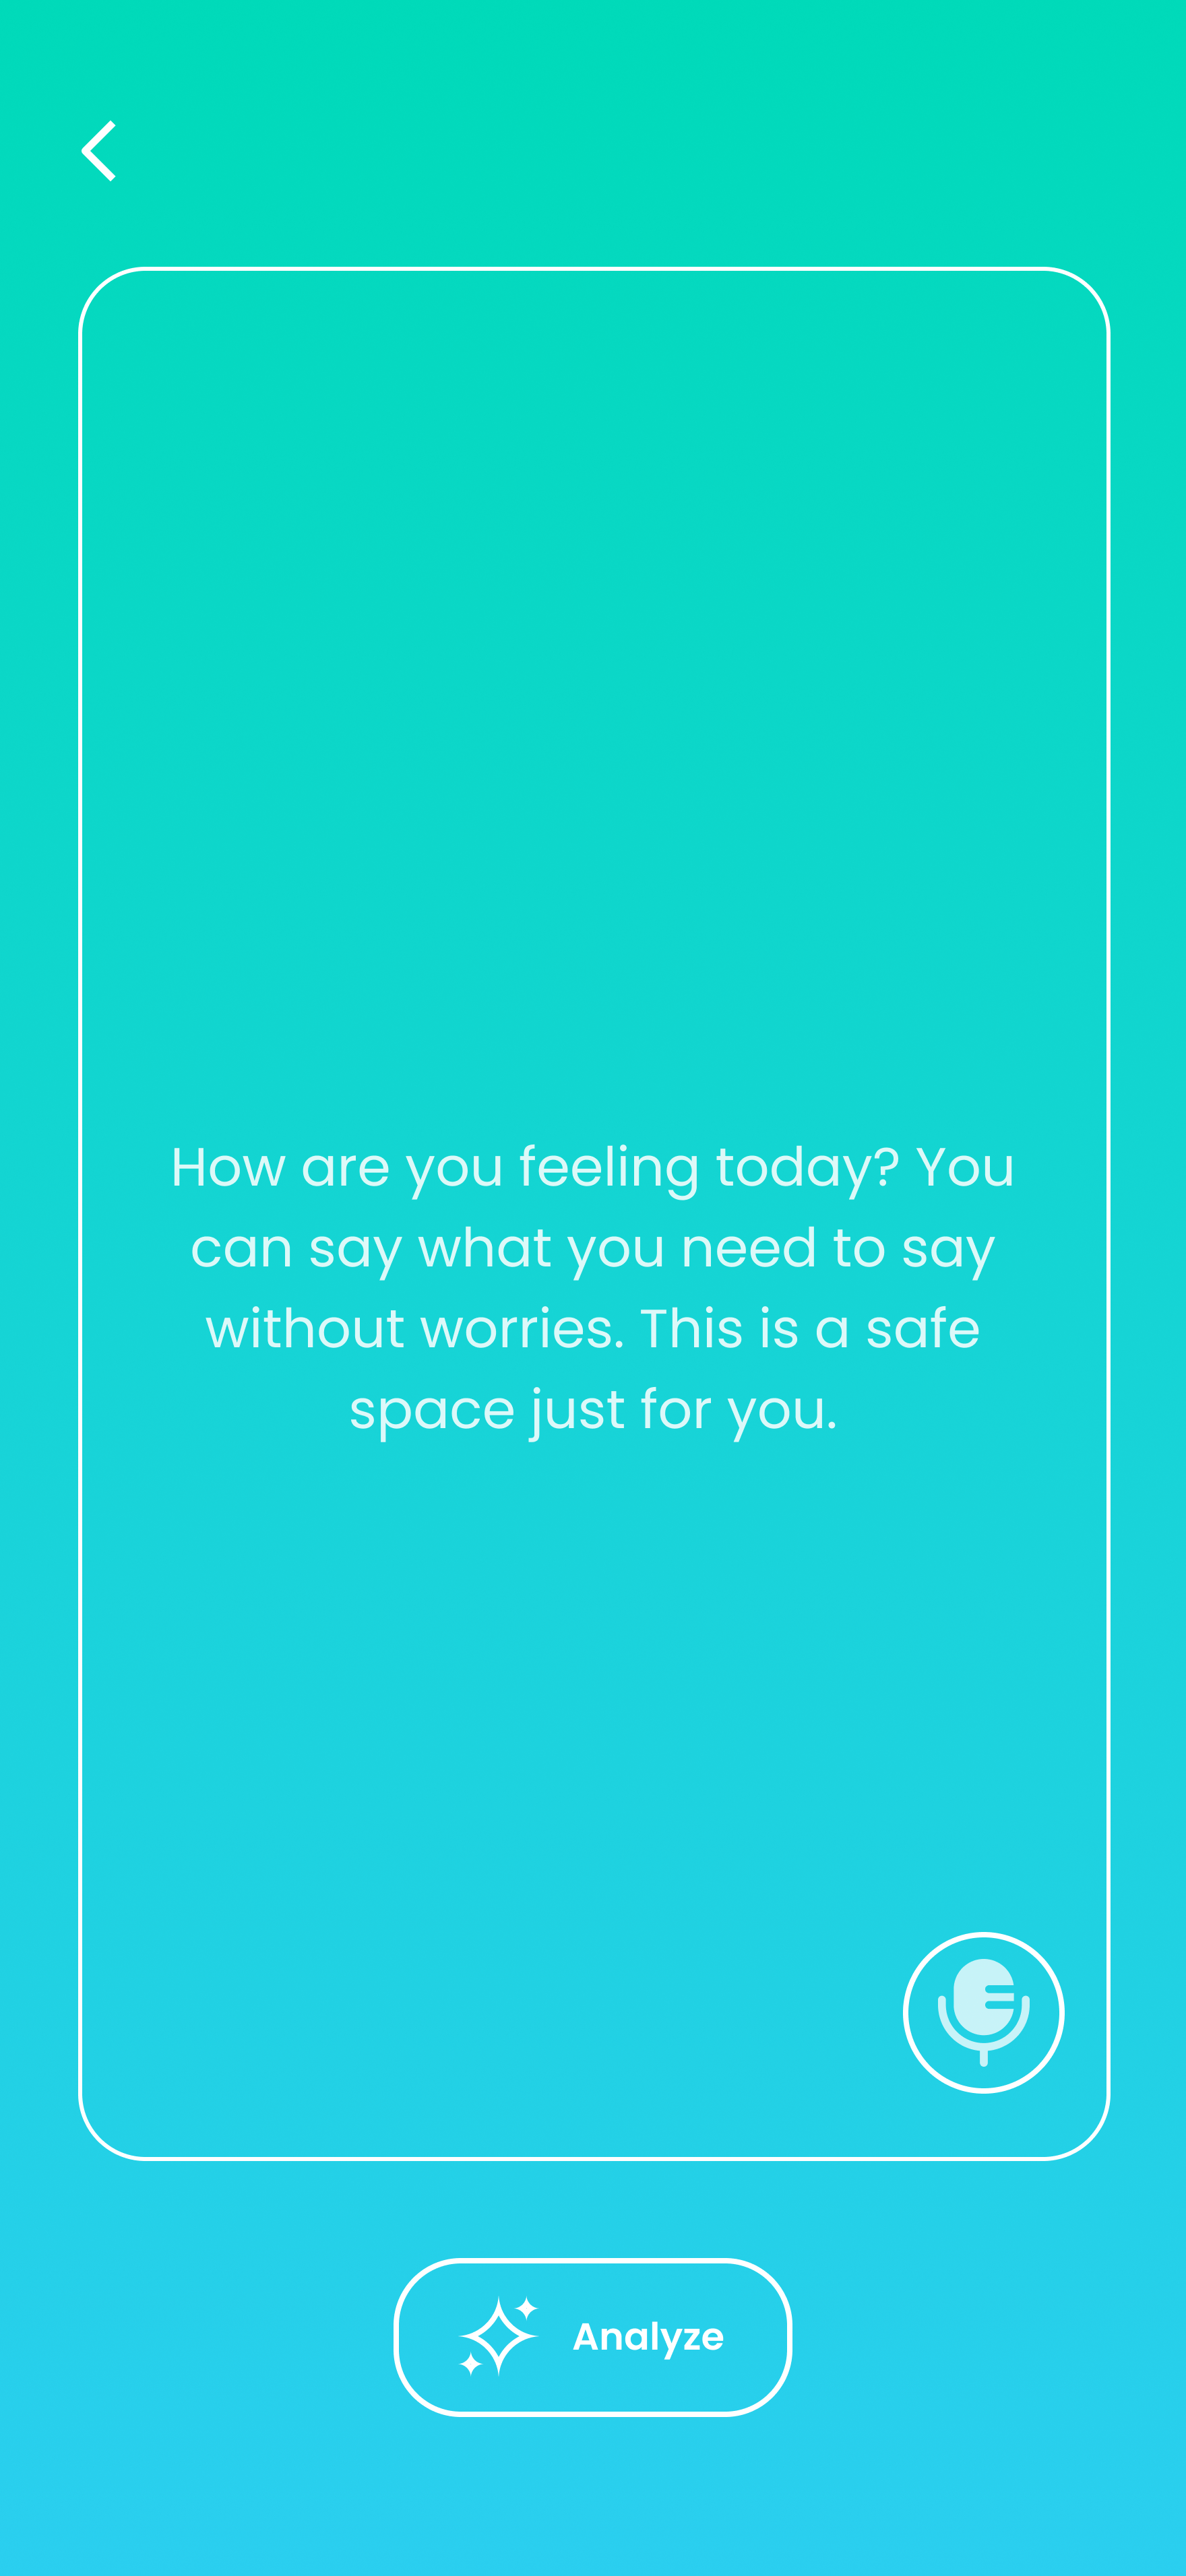 How are you feeling today? You
can say what you need to say
without worries. This is a safe
space just for you.
Analyze